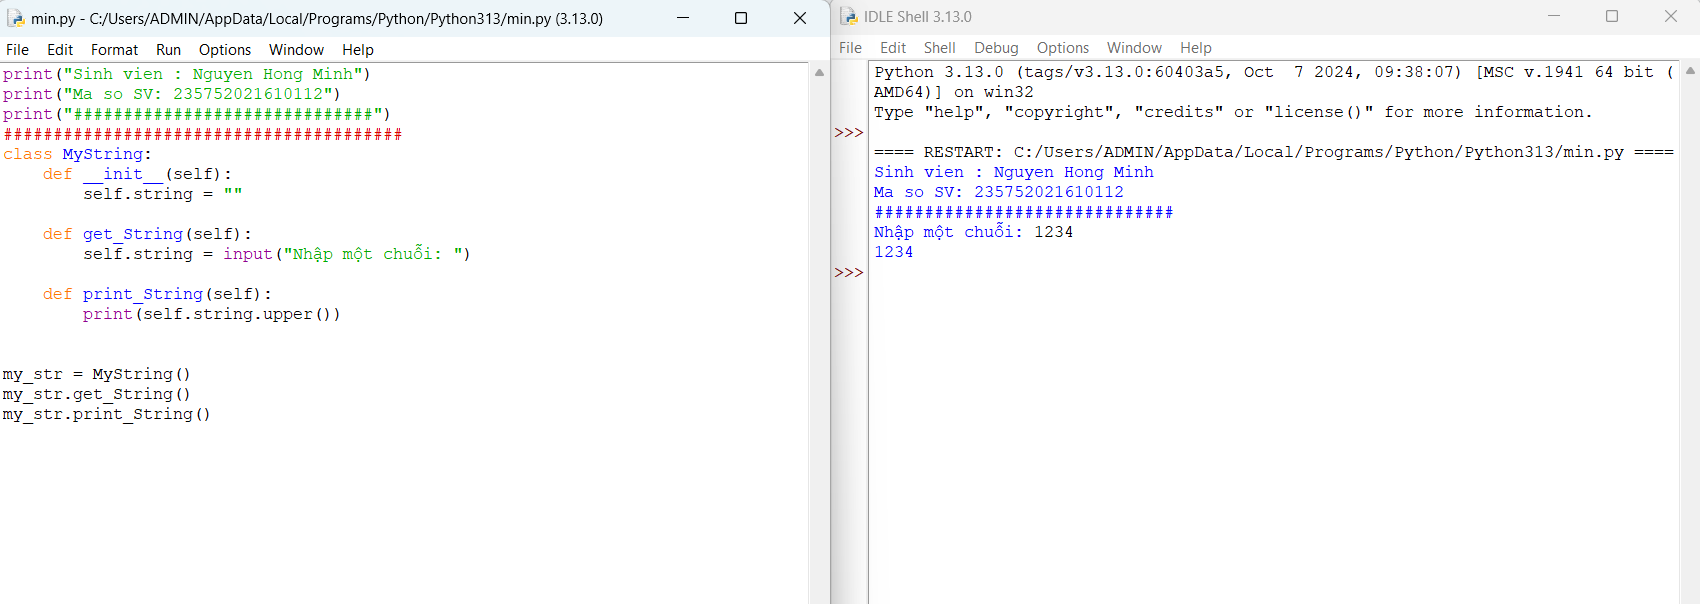 min.py - C:/Users/ADMIN/AppData/Local/Programs/Python/Python313/min.py (3.13.0)
File Edit Format Run Options Window Help
print("Sinh vien : Nguyen Hong Minh")
print("Ma so SV: 235752021610112")
print("##############################")
########################################
class MyString:
    def __init__(self):
        self.string = ""
    def get_String(self):
        self.string = input("Nhập một chuỗi: ")
    def print_String(self):
        print(self.string.upper())
my_str = MyString()
my_str.get_String()
my_str.print_String()
IDLE Shell 3.13.0
File Edit Shell Debug Options Window Help
Python 3.13.0 (tags/v3.13.0:60403a5, Oct  7 2024, 09:38:07) [MSC v.1941 64 bit (
AMD64)] on win32
Type "help", "copyright", "credits" or "license()" for more information.
>>>
==== RESTART: C:/Users/ADMIN/AppData/Local/Programs/Python/Python313/min.py ====
Sinh vien : Nguyen Hong Minh
Ma so SV: 235752021610112
##############################
Nhập một chuỗi: 1234
1234
>>>